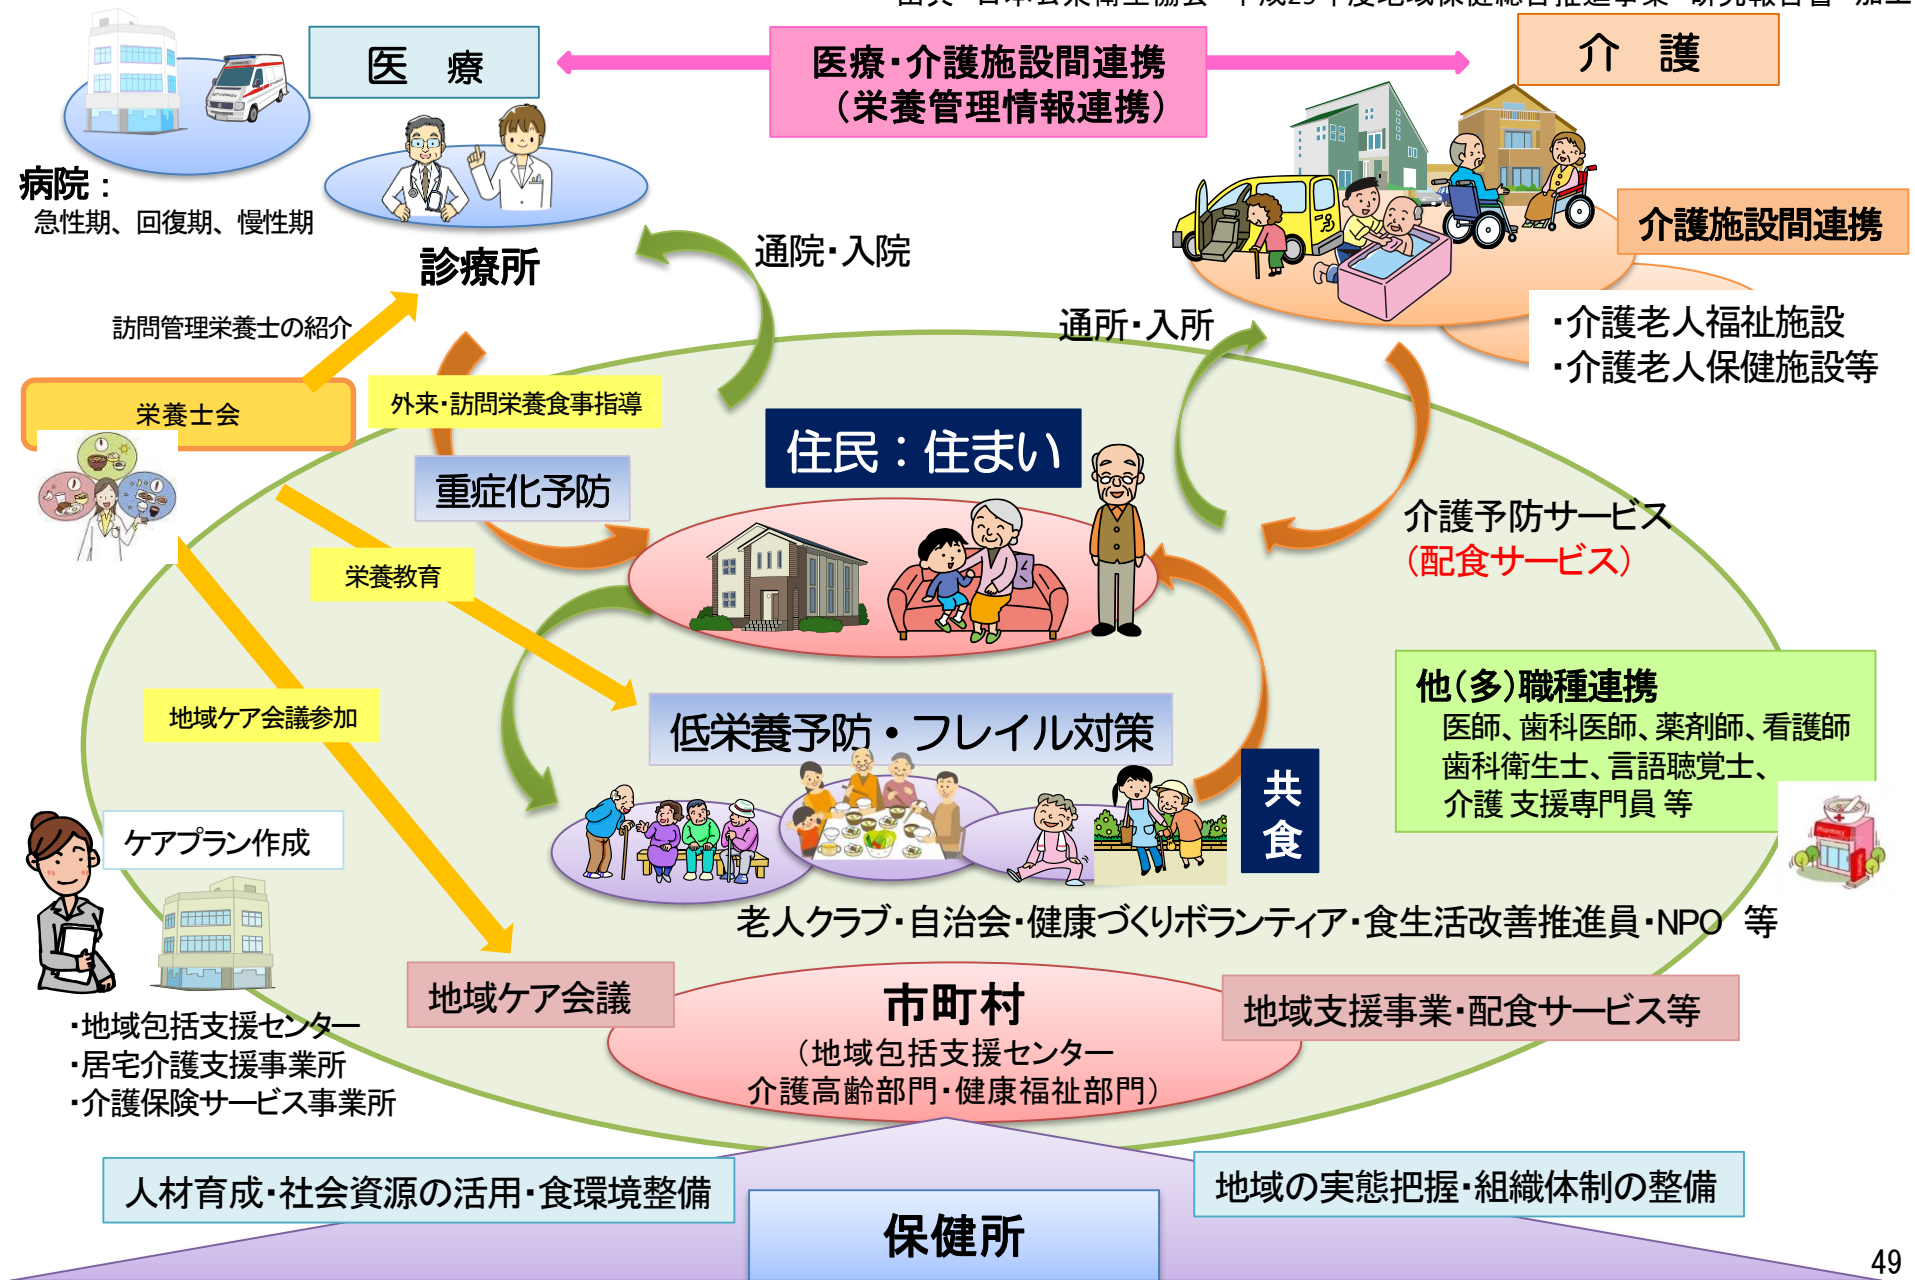 医 療
医療・介護施設間連携
（栄養管理情報連携）
介 護
病院：
急性期、回復期、慢性期
診療所
通院・入院
介護施設間連携
・介護老人福祉施設
・介護老人保健施設等
通所・入所
訪問管理栄養士の紹介
栄養士会
外来・訪問栄養食事指導
重症化予防
住民：住まい
介護予防サービス
（配食サービス）
栄養教育
地域ケア会議参加
低栄養予防・フレイル対策
共食
他（多）職種連携
医師、歯科医師、薬剤師、看護師
歯科衛生士、言語聴覚士、
介護 支援専門員 等
Pharmacy
ケアプラン作成
・地域包括支援センター
・居宅介護支援事業所
・介護保険サービス事業所
老人クラブ・自治会・健康づくりボランティア・食生活改善推進員・NPO 等
地域ケア会議
市町村
（地域包括支援センター
介護高齢部門・健康福祉部門）
地域支援事業・配食サービス等
人材育成・社会資源の活用・食環境整備
地域の実態把握・組織体制の整備
保健所
49